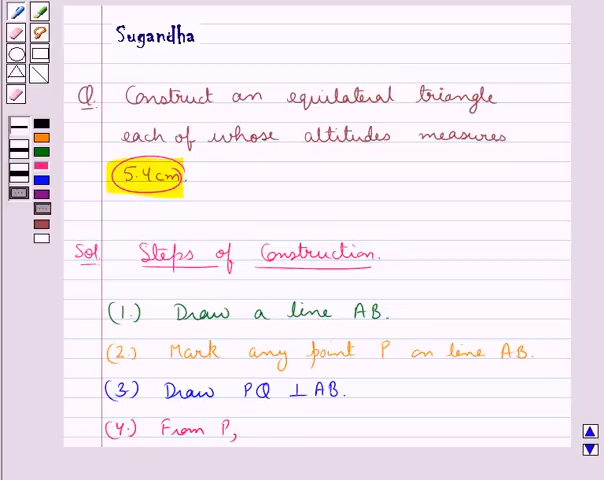 Sugandha
Q. Construct an equilateral triangle
each of whose altitudes measures
5.4 cm.
Sol. Steps of Construction.
(1.) Draw a line AB.
(2.) Mark any point P on line AB.
(3.) Draw PQ ⊥ AB.
(4.) From P,